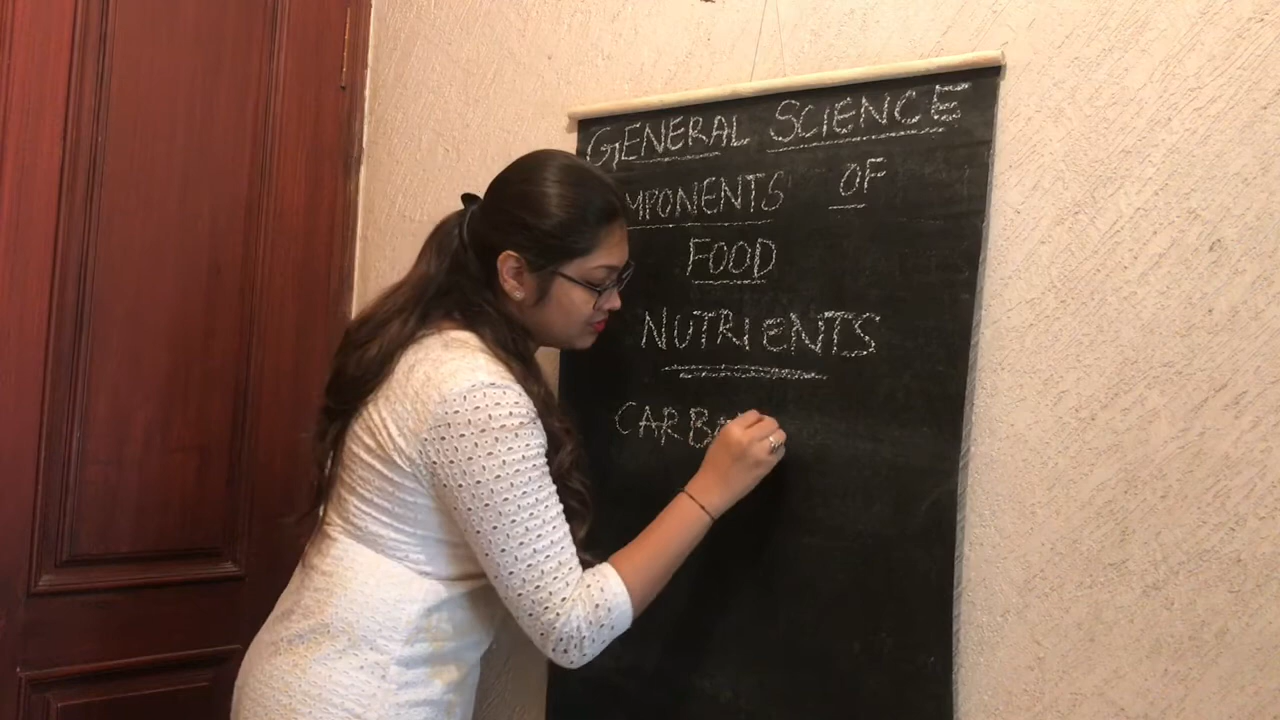 GENERAL SCIENCE
MPONENTS OF
FOOD
NUTRIENTS
CARB